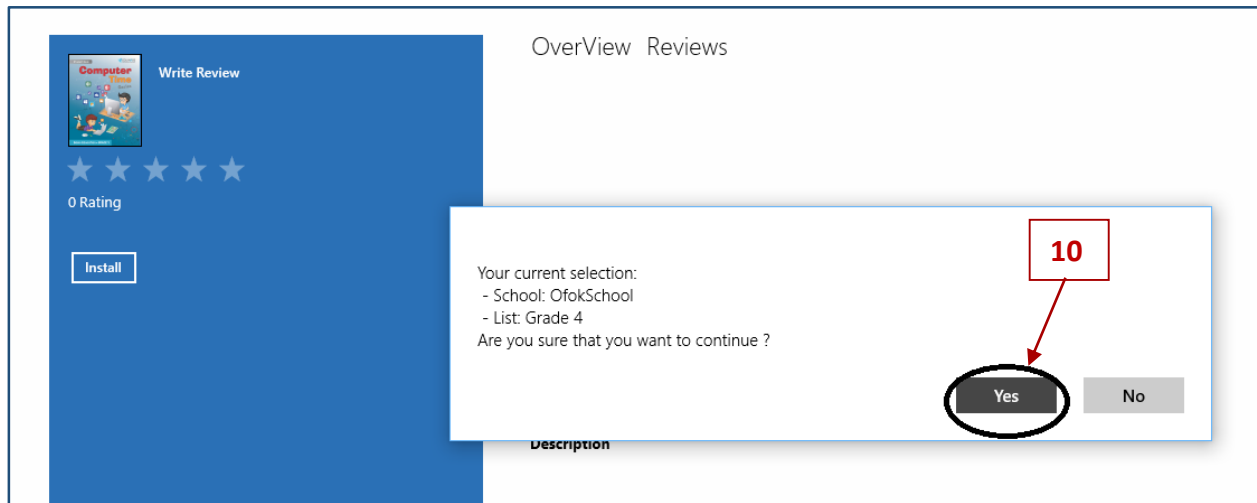 OverView Reviews
Computer
Time
Write Review
0 Rating
Install
10
Your current selection:
- School: OfokSchool
- List: Grade 4
Are you sure that you want to continue ?
Yes No
Description